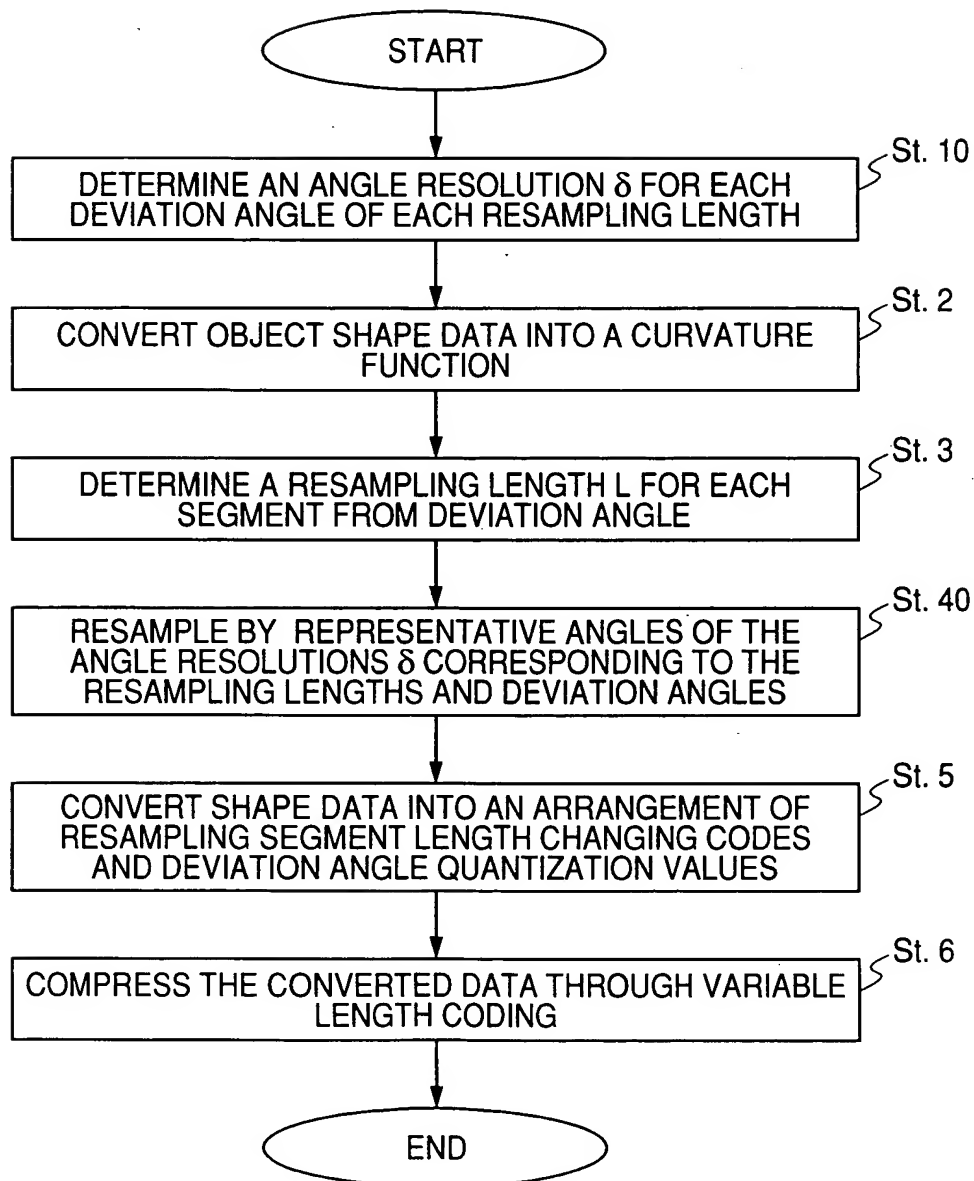 START
St. 10
DETERMINE AN ANGLE RESOLUTION δ FOR EACH
DEVIATION ANGLE OF EACH RESAMPLING LENGTH
St. 2
CONVERT OBJECT SHAPE DATA INTO A CURVATURE
FUNCTION
St. 3
DETERMINE A RESAMPLING LENGTH L FOR EACH
SEGMENT FROM DEVIATION ANGLE
St. 40
RESAMPLE BY REPRESENTATIVE ANGLES OF THE
ANGLE RESOLUTIONS δ CORRESPONDING TO THE
RESAMPLING LENGTHS AND DEVIATION ANGLES
St. 5
CONVERT SHAPE DATA INTO AN ARRANGEMENT OF
RESAMPLING SEGMENT LENGTH CHANGING CODES
AND DEVIATION ANGLE QUANTIZATION VALUES
St. 6
COMPRESS THE CONVERTED DATA THROUGH VARIABLE
LENGTH CODING
END